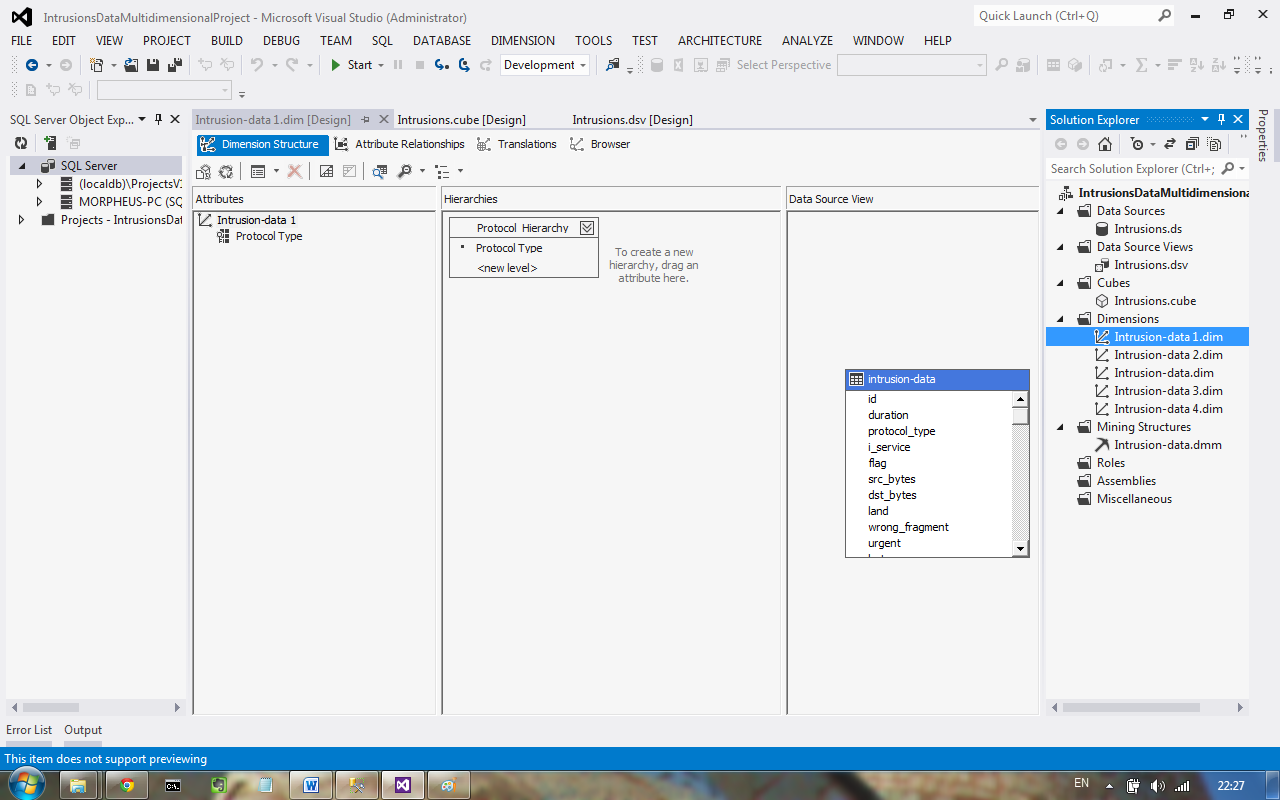 IntrusionsDataMultidimensionalProject - Microsoft Visual Studio (Administrator)
Quick Launch (Ctrl+Q)
FILE EDIT VIEW PROJECT BUILD DEBUG TEAM SQL DATABASE DIMENSION TOOLS TEST ARCHITECTURE ANALYZE WINDOW HELP
Start Development Select Perspective
SQL Server Object Exp...
SQL Server
(localdb)\ProjectsV
MORPHEUS-PC (SQ
Projects - IntrusionsDat
Intrusion-data 1.dim [Design] Intrusions.cube [Design] Intrusions.dsv [Design]
Dimension Structure Attribute Relationships Translations Browser
Attributes
Intrusion-data 1
Protocol Type
Hierarchies
Protocol Hierarchy
Protocol Type
<new level>
To create a new
hierarchy, drag an
attribute here.
Data Source View
intrusion-data
id
duration
protocol_type
i_service
flag
src_bytes
dst_bytes
land
wrong_fragment
urgent
Solution Explorer
Search Solution Explorer (Ctrl+;
IntrusionsDataMultidimensiona
Data Sources
Intrusions.ds
Data Source Views
Intrusions.dsv
Cubes
Intrusions.cube
Dimensions
Intrusion-data 1.dim
Intrusion-data 2.dim
Intrusion-data.dim
Intrusion-data 3.dim
Intrusion-data 4.dim
Mining Structures
Intrusion-data.dmm
Roles
Assemblies
Miscellaneous
Properties
Error List Output
This item does not support previewing
EN 22:27